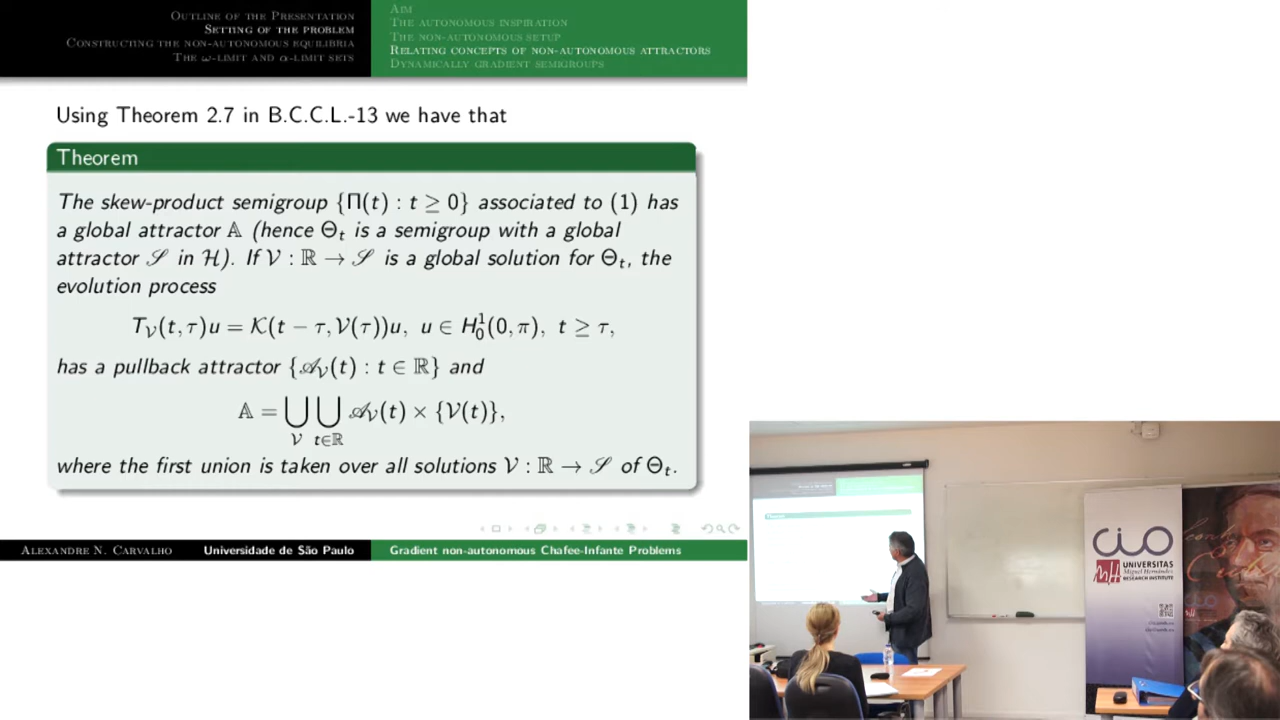 Outline of the Presentation
Setting of the problem
Constructing the non-autonomous equilibria
The ω-limit and α-limit sets
Aim
The autonomous inspiration
The non-autonomous setup
Relating concepts of non-autonomous attractors
Dynamically gradient semigroups
Using Theorem 2.7 in B.C.C.L.-13 we have that
Theorem
The skew-product semigroup {Π(t) : t ≥ 0} associated to (1) has
a global attractor 𝔸 (hence Θₜ is a semigroup with a global
attractor 𝒮 in ℋ). If 𝒱 : ℝ → 𝒮 is a global solution for Θₜ, the
evolution process
T_𝒱(t, τ)u = 𝒦(t − τ, 𝒱(τ))u, u ∈ H₀¹(0, π), t ≥ τ,
has a pullback attractor {𝒜_𝒱(t) : t ∈ ℝ} and
𝔸 = ⋃_𝒱 ⋃_{t∈ℝ} 𝒜_𝒱(t) × {𝒱(t)},
where the first union is taken over all solutions 𝒱 : ℝ → 𝒮 of Θₜ.
Alexandre N. Carvalho Universidade de São Paulo Gradient non-autonomous Chafee-Infante Problems
CIO
UNIVERSITAS
Miguel Hernández
RESEARCH INSTITUTE